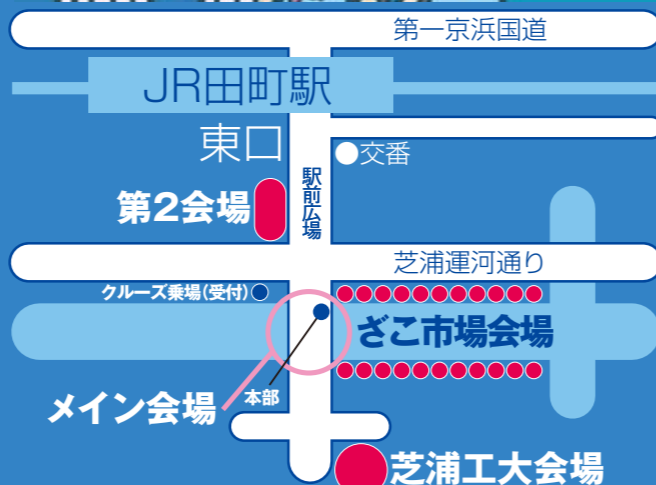 第一京浜国道
JR田町駅
東口
交番
駅前広場
第2会場
芝浦運河通り
クルーズ乗場(受付)
ざこ市場会場
本部
メイン会場
芝浦工大会場